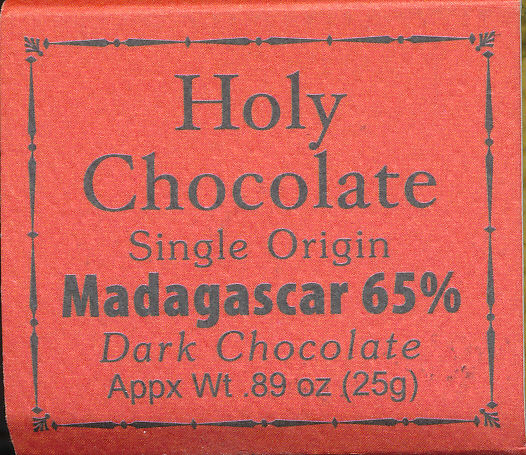 Holy
Chocolate
Single Origin
Madagascar 65%
Dark Chocolate
Appx Wt .89 oz (25g)